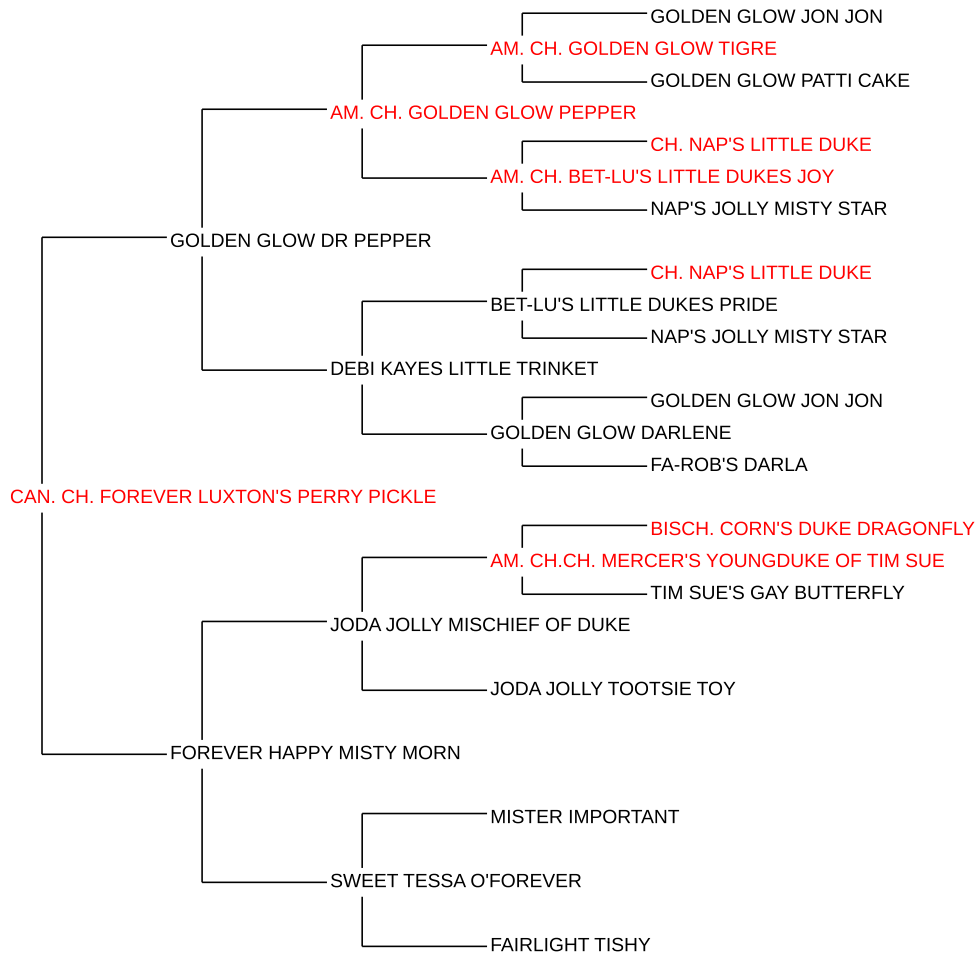 GOLDEN GLOW JON JON
AM. CH. GOLDEN GLOW TIGRE
GOLDEN GLOW PATTI CAKE
AM. CH. GOLDEN GLOW PEPPER
CH. NAP'S LITTLE DUKE
AM. CH. BET-LU'S LITTLE DUKES JOY
NAP'S JOLLY MISTY STAR
GOLDEN GLOW DR PEPPER
CH. NAP'S LITTLE DUKE
BET-LU'S LITTLE DUKES PRIDE
NAP'S JOLLY MISTY STAR
DEBI KAYES LITTLE TRINKET
GOLDEN GLOW JON JON
GOLDEN GLOW DARLENE
FA-ROB'S DARLA
CAN. CH. FOREVER LUXTON'S PERRY PICKLE
BISCH. CORN'S DUKE DRAGONFLY
AM. CH.CH. MERCER'S YOUNGDUKE OF TIM SUE
TIM SUE'S GAY BUTTERFLY
JODA JOLLY MISCHIEF OF DUKE
JODA JOLLY TOOTSIE TOY
FOREVER HAPPY MISTY MORN
MISTER IMPORTANT
SWEET TESSA O'FOREVER
FAIRLIGHT TISHY